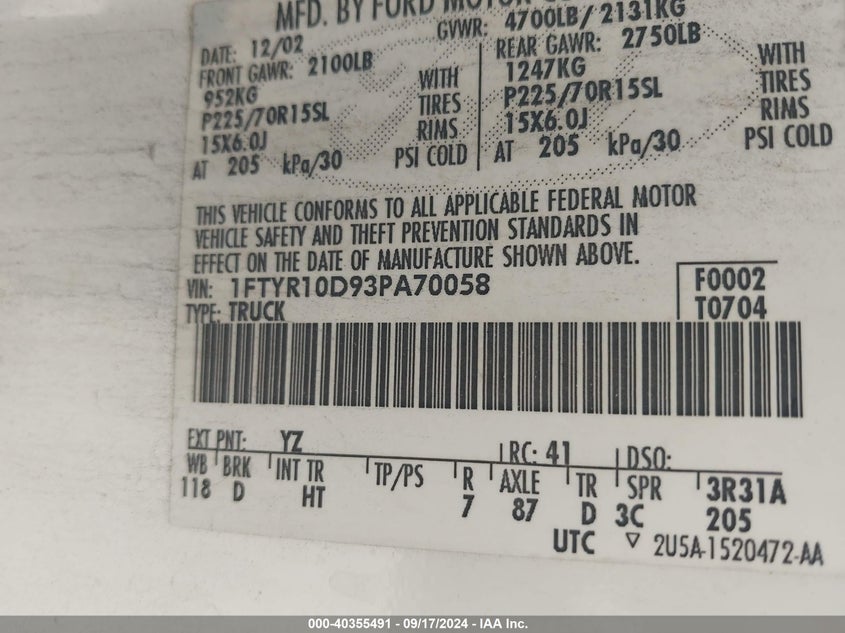 MFD. BY FORD MOTOR
GVWR: 4700LB/ 2131KG
DATE: 12/02
FRONT GAWR: 2100LB
952KG
P225/70R15SL
15X6.0J
AT 205 kPa/30
WITH
TIRES
RIMS
PSI COLD
REAR GAWR: 2750LB
1247KG
P225/70R15SL
15X6.0J
AT 205 kPa/30
WITH
TIRES
RIMS
PSI COLD
THIS VEHICLE CONFORMS TO ALL APPLICABLE FEDERAL MOTOR
VEHICLE SAFETY AND THEFT PREVENTION STANDARDS IN
EFFECT ON THE DATE OF MANUFACTURE SHOWN ABOVE.
VIN: 1FTYR10D93PA70058
TYPE: TRUCK
F0002
T0704
EXT PNT: YZ RC: 41 DSO:
WB BRK INT TR TP/PS R AXLE TR SPR 3R31A
118 D HT 7 87 D 3C 205
UTC ▽ 2U5A-1520472-AA
000-40355491 - 09/17/2024 - IAA Inc.